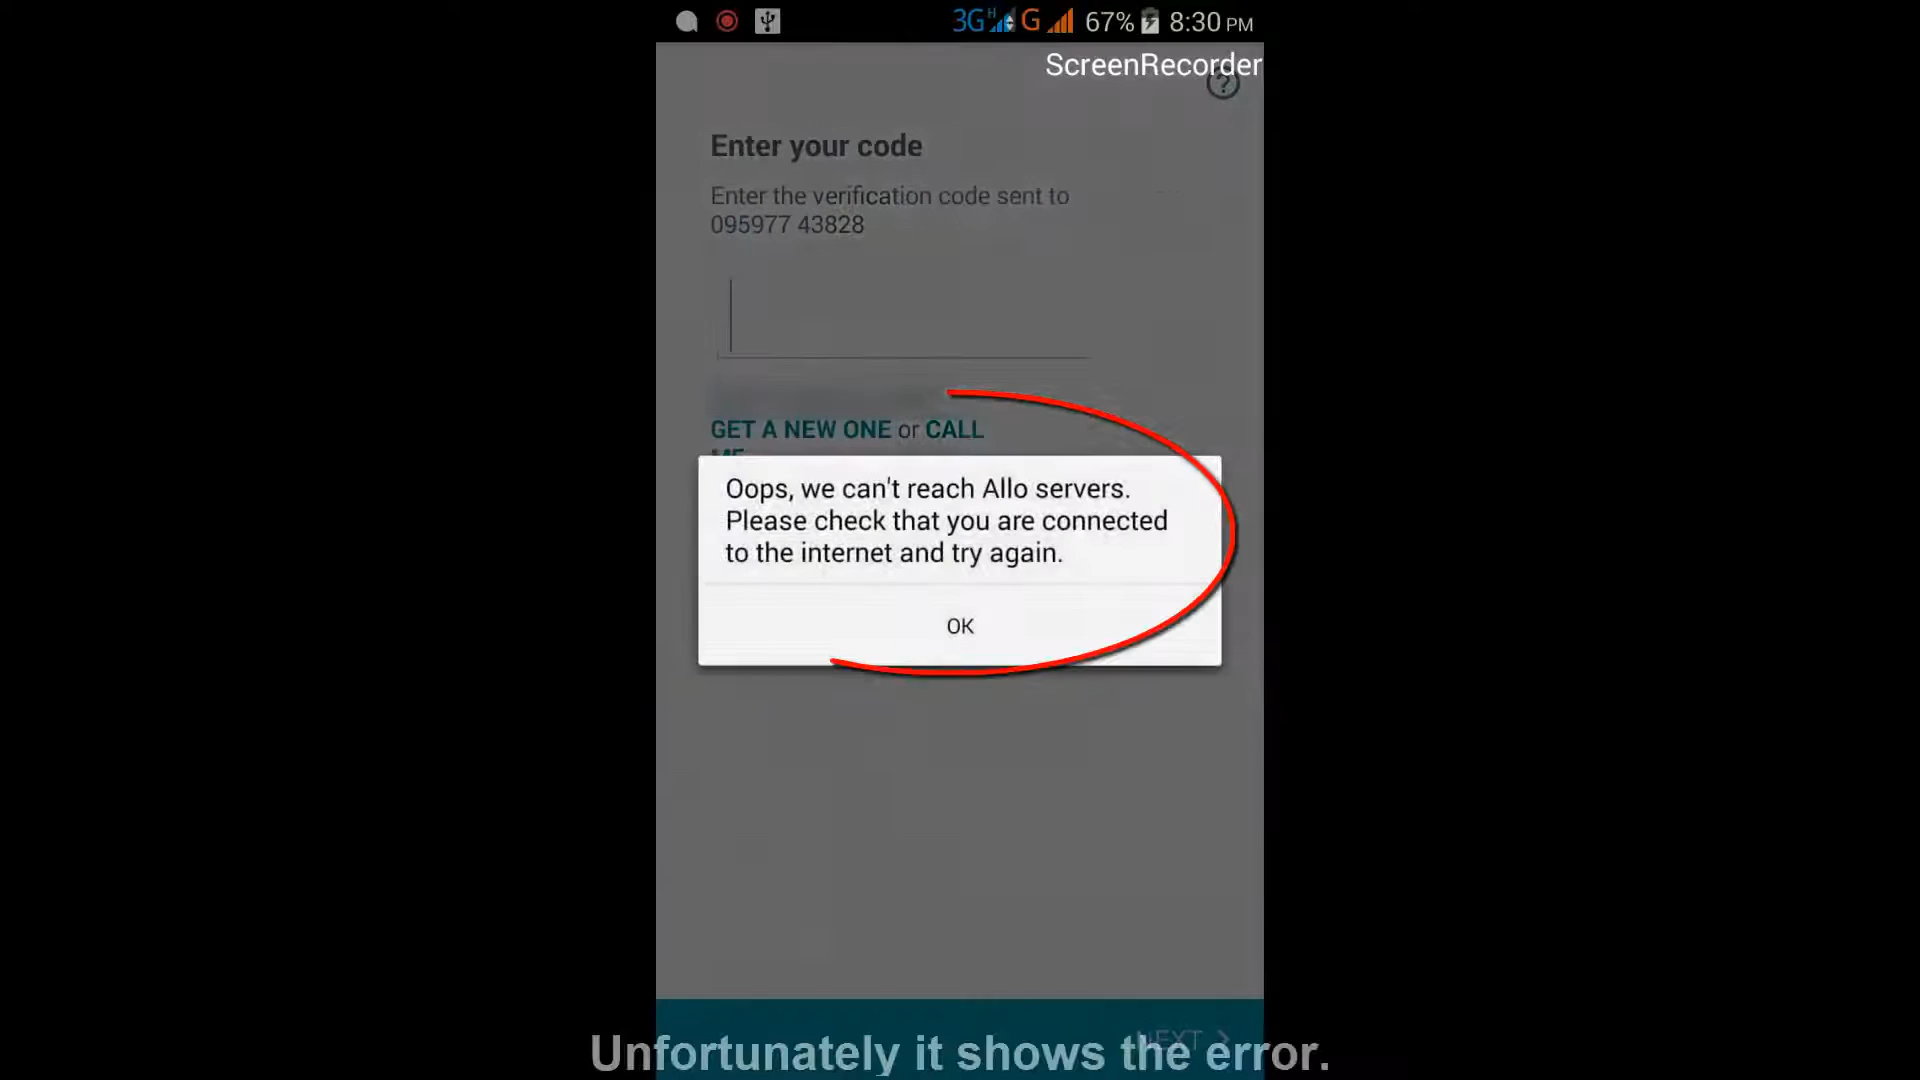 3G H G 67% 8:30 PM
ScreenRecorder
?
Enter your code
Enter the verification code sent to
095977 43828
GET A NEW ONE or CALL
ME
Oops, we can't reach Allo servers.
Please check that you are connected
to the internet and try again.
OK
NEXT
Unfortunately it shows the error.